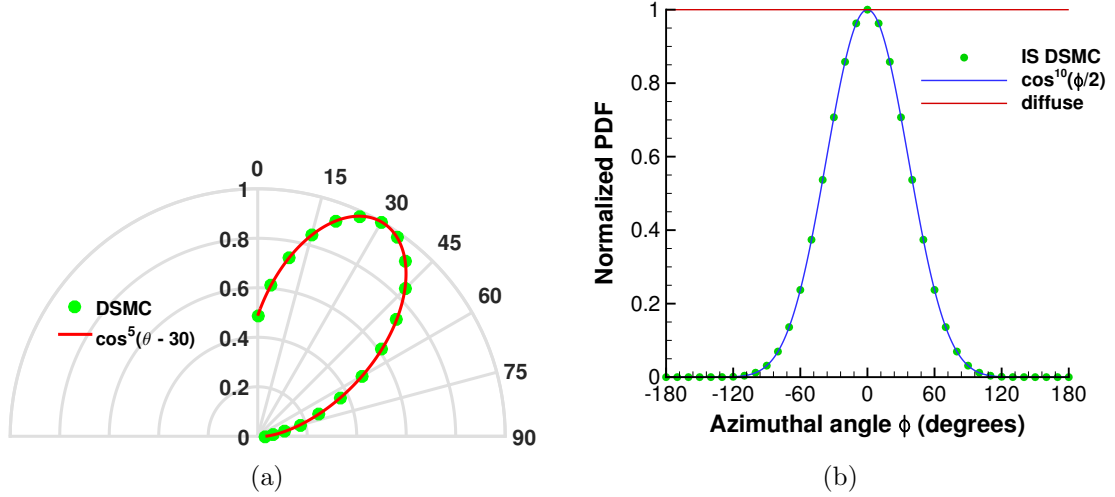 0
15
30
45
60
75
90
1
0.8
0.6
0.4
0.2
0
DSMC
cos⁵(θ - 30)
(a)
Normalized PDF
1
0.8
0.6
0.4
0.2
0
-180 -120 -60 0 60 120 180
Azimuthal angle ϕ (degrees)
IS DSMC
cos¹⁰(ϕ/2)
diffuse
(b)